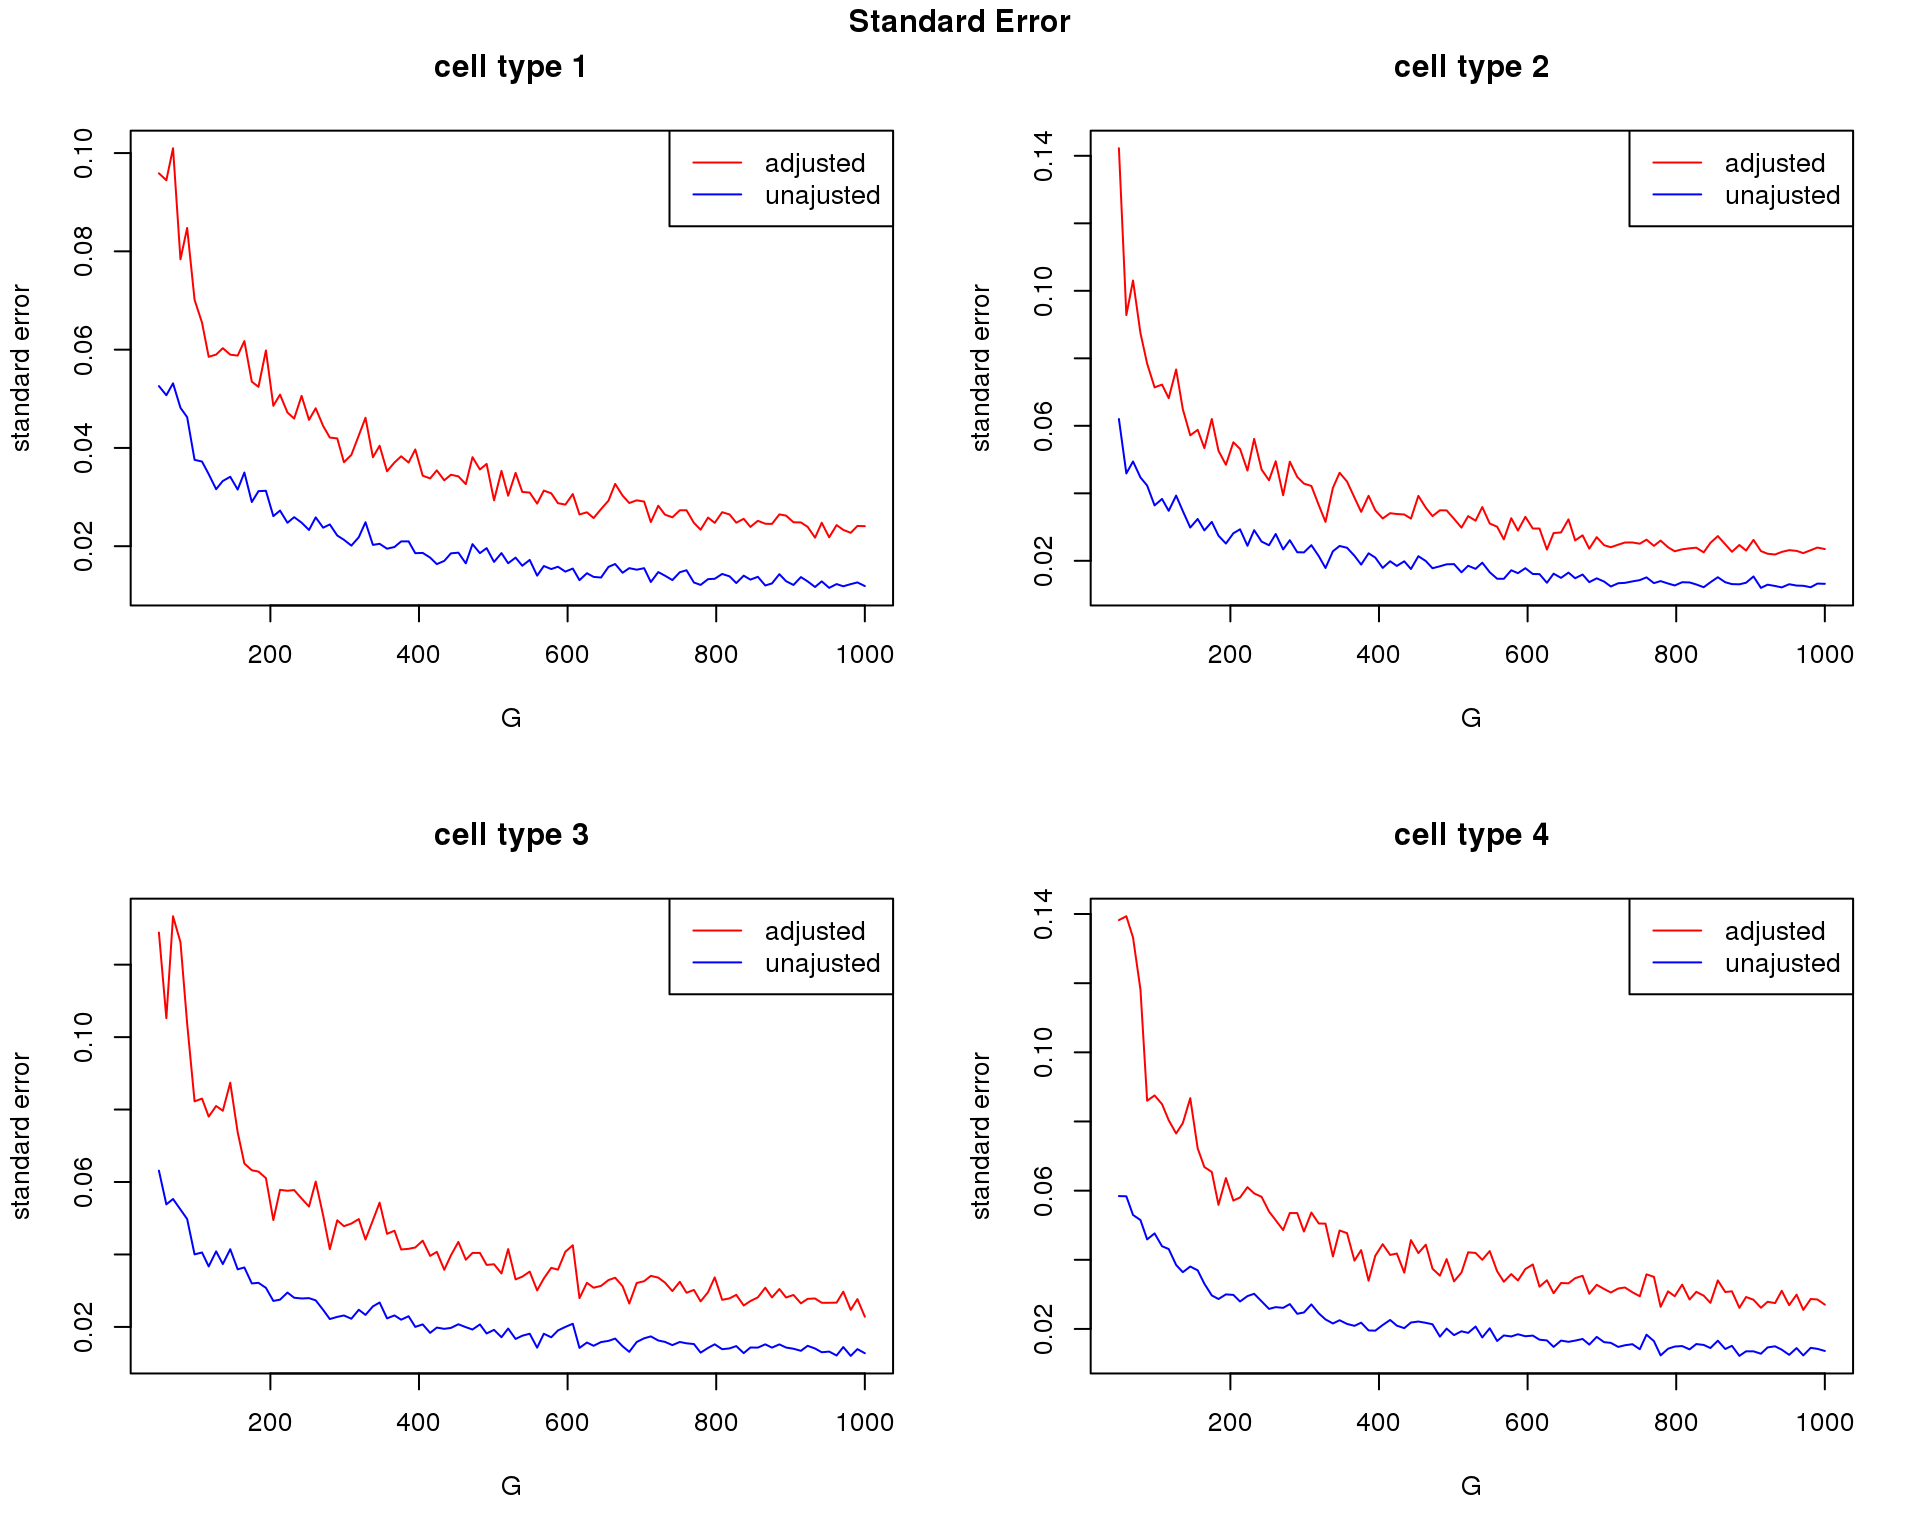 Standard Error
cell type 1
standard error
0.10
0.08
0.06
0.04
0.02
adjusted
unajusted
200 400 600 800 1000
G
cell type 2
standard error
0.14
0.10
0.06
0.02
adjusted
unajusted
200 400 600 800 1000
G
cell type 3
standard error
0.10
0.06
0.02
adjusted
unajusted
200 400 600 800 1000
G
cell type 4
standard error
0.14
0.10
0.06
0.02
adjusted
unajusted
200 400 600 800 1000
G